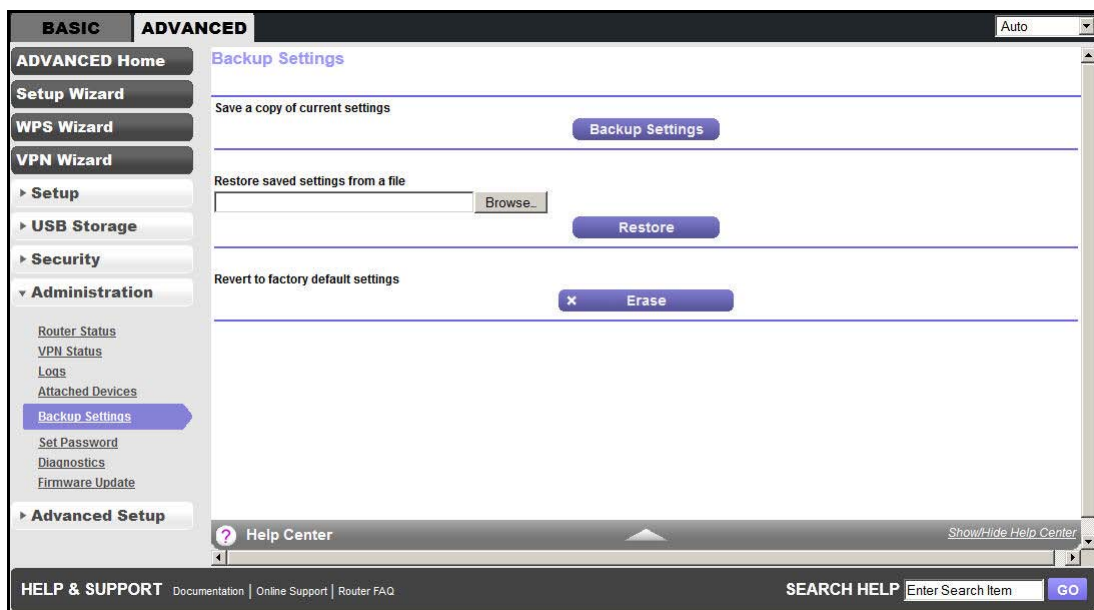 BASIC ADVANCED Auto
ADVANCED Home
Setup Wizard
WPS Wizard
VPN Wizard
Setup
USB Storage
Security
Administration
Router Status
VPN Status
Logs
Attached Devices
Backup Settings
Set Password
Diagnostics
Firmware Update
Advanced Setup
Backup Settings
Save a copy of current settings
Backup Settings
Restore saved settings from a file
Browse..
Restore
Revert to factory default settings
Erase
? Help Center Show/Hide Help Center
HELP & SUPPORT Documentation | Online Support | Router FAQ SEARCH HELP Enter Search Item GO